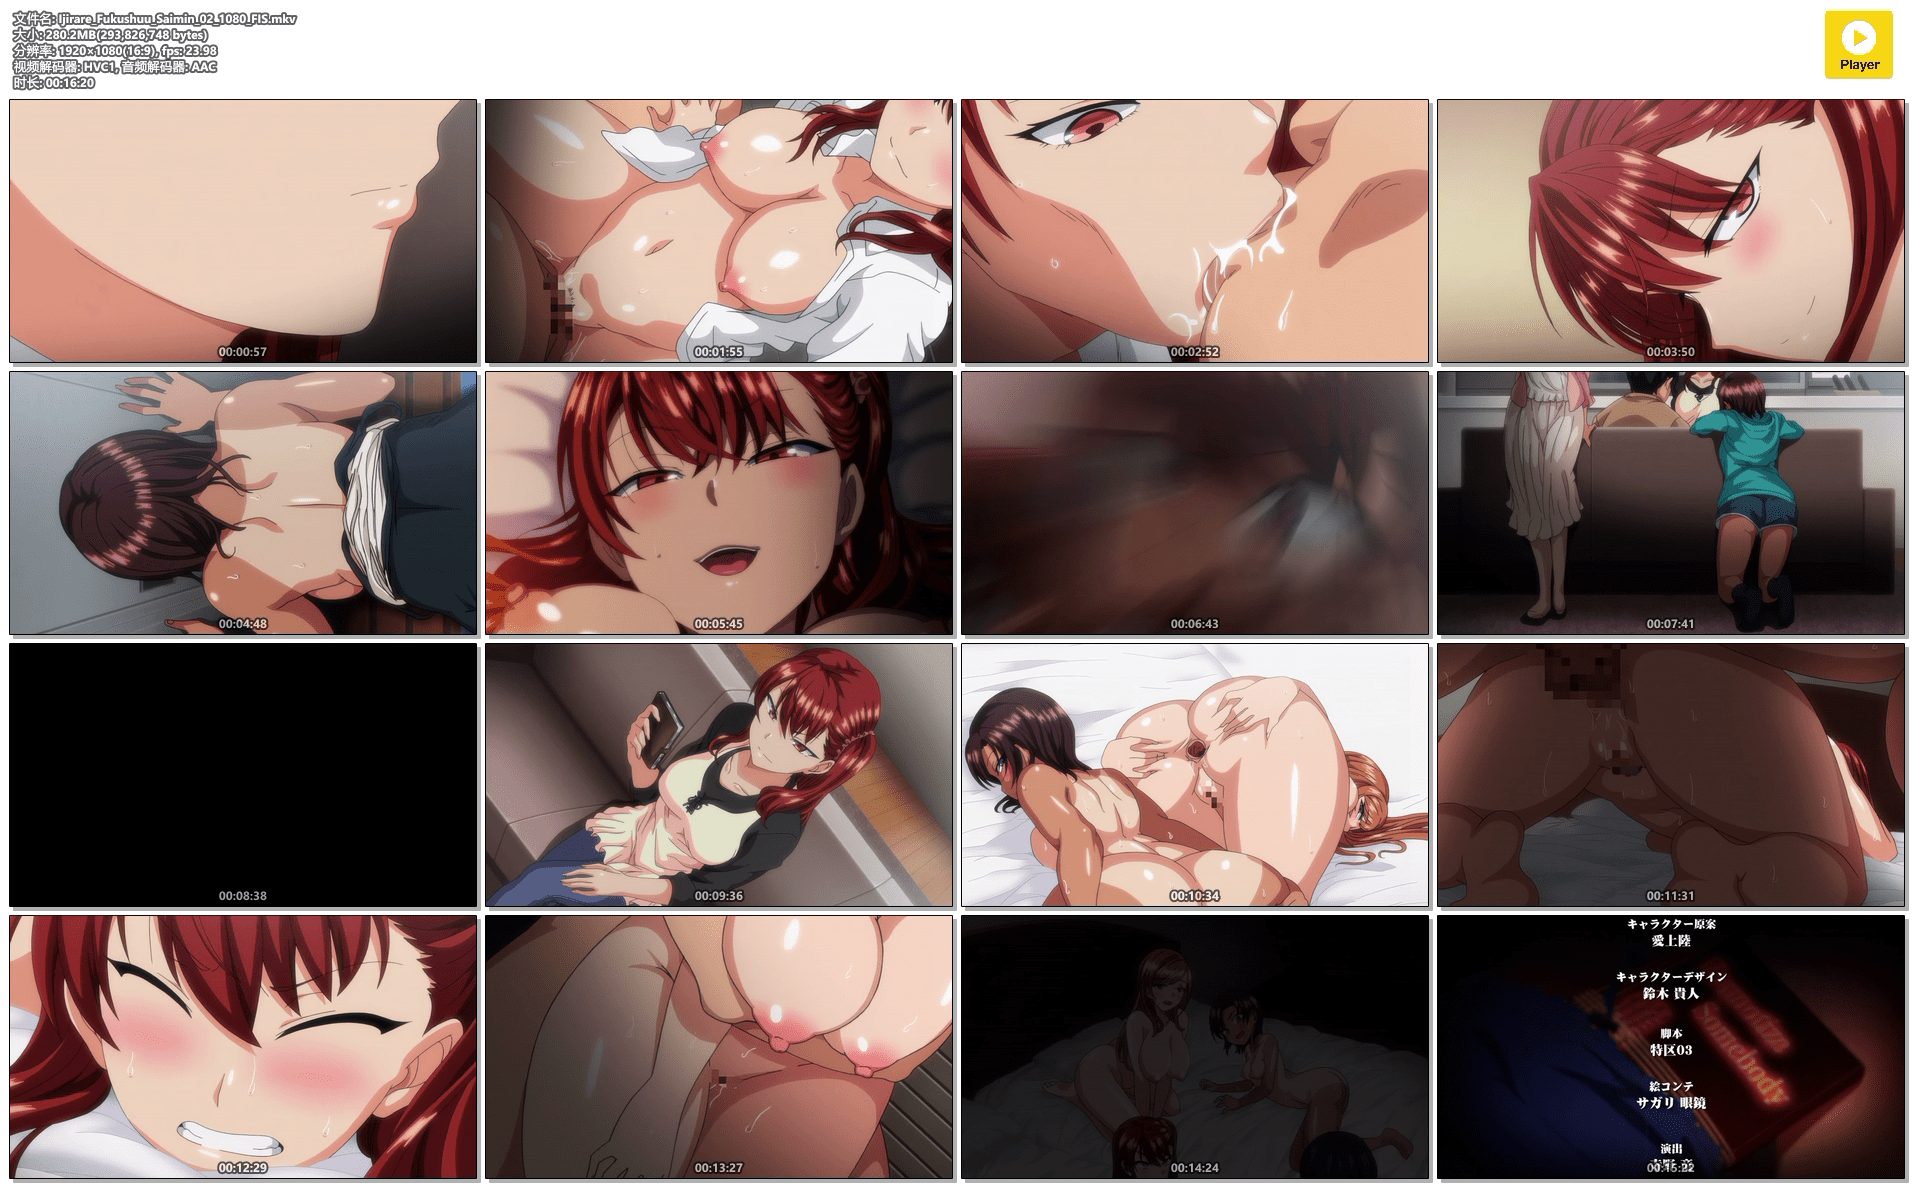 文件名: Ijirare_Fukushuu_Saimin_02_1080_FIS.mkv
大小: 280.2MB(293,826,748 bytes)
分辨率: 1920×1080(16:9), fps: 23.98
视频解码器: HVC1, 音频解码器: AAC
时长: 00:16:20
Player
00:00:57
00:01:55
00:02:52
00:03:50
00:04:48
00:05:45
00:06:43
00:07:41
00:08:38
00:09:36
00:10:34
00:11:31
00:12:29
00:13:27
00:14:24
キャラクター原案
愛上陸
キャラクターデザイン
鈴木 貴人
脚本
特区03
絵コンテ
サガリ 眼鏡
演出
00:15:22
somebody